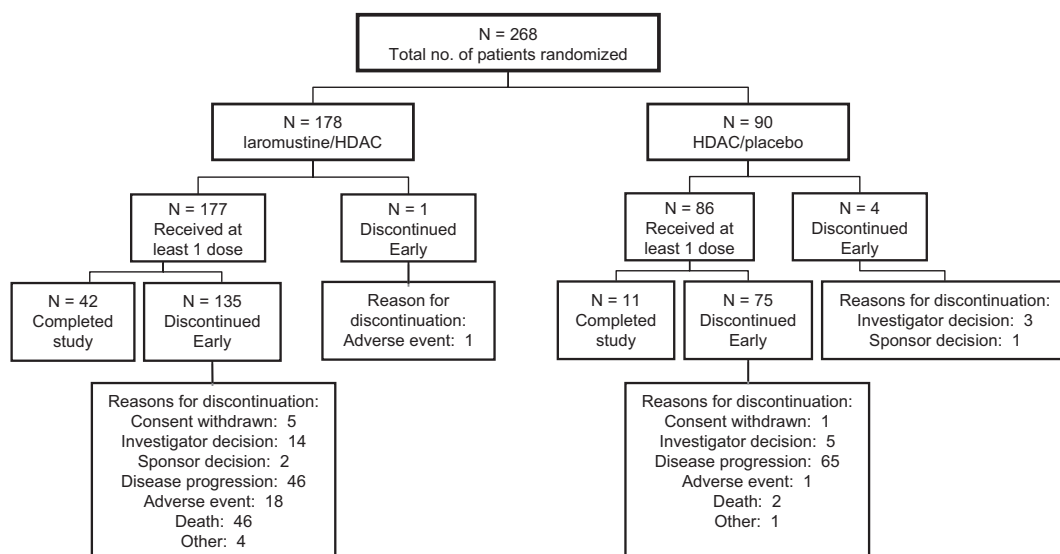 N = 268
Total no. of patients randomized
N = 178
laromustine/HDAC
N = 90
HDAC/placebo
N = 177
Received at
least 1 dose
N = 1
Discontinued
Early
N = 86
Received at
least 1 dose
N = 4
Discontinued
Early
N = 42
Completed
study
N = 135
Discontinued
Early
Reason for
discontinuation:
Adverse event: 1
N = 11
Completed
study
N = 75
Discontinued
Early
Reasons for discontinuation:
Investigator decision: 3
Sponsor decision: 1
Reasons for discontinuation:
Consent withdrawn: 5
Investigator decision: 14
Sponsor decision: 2
Disease progression: 46
Adverse event: 18
Death: 46
Other: 4
Reasons for discontinuation:
Consent withdrawn: 1
Investigator decision: 5
Disease progression: 65
Adverse event: 1
Death: 2
Other: 1